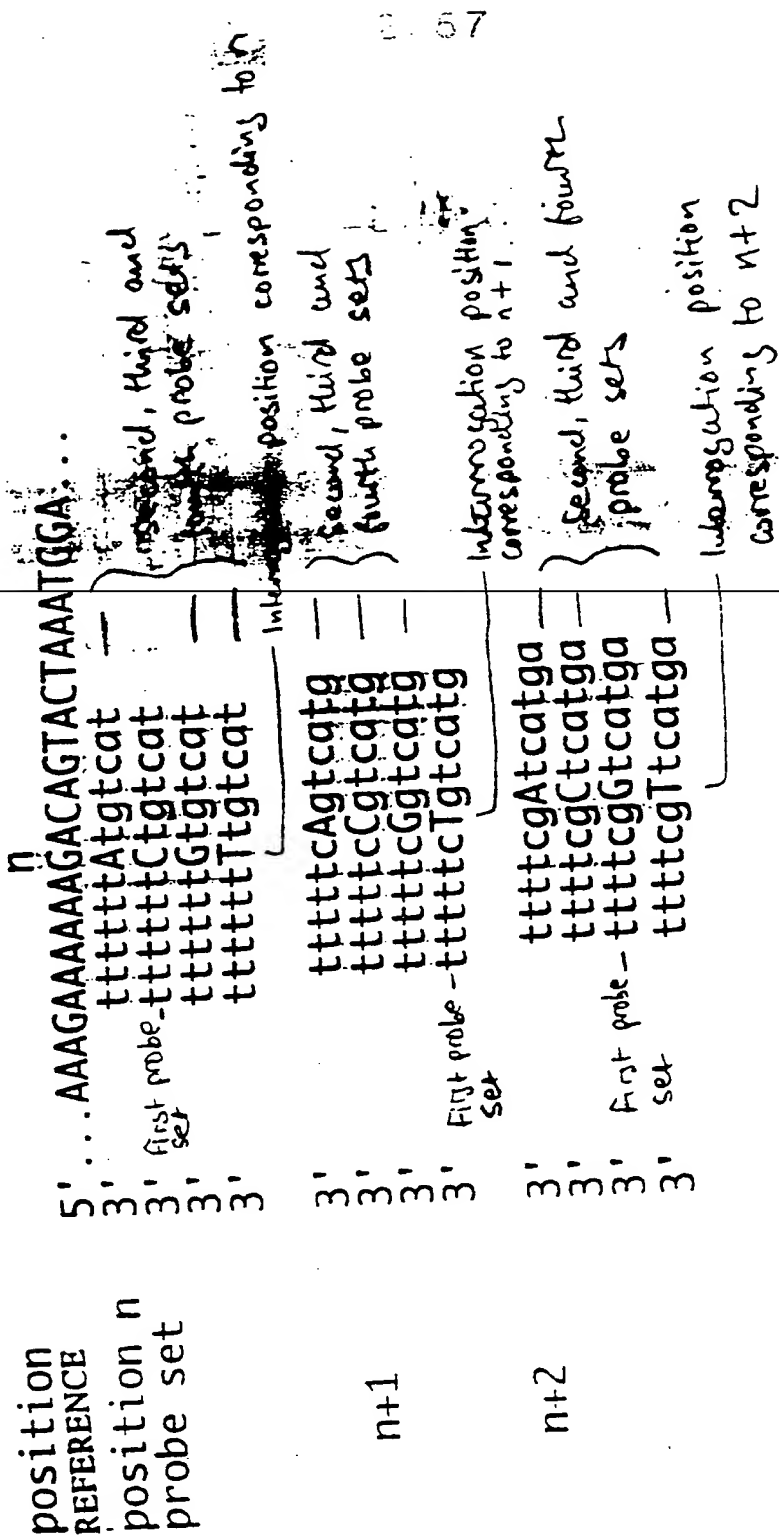 2 67
position n
REFERENCE 5'...AAAGAAAAAAGACAGTACTAAATGGA...
position n 3' ttttttAtgtcat —
probe set 3' First probe set - ttttttCtgtcat
3' ttttttGtgtcat —
3' ttttttTtgtcat —
second, third and
fourth probe sets
Interrogation position corresponding to n
3' tttttcAgtcatg —
3' tttttcCgtcatg —
n+1 3' tttttcGgtcatg —
3' First probe set - tttttcTgtcatg
Second, third and
fourth probe sets
Interrogation position
corresponding to n+1
3' ttttcgAtcatga —
3' ttttcgCtcatga —
n+2 3' First probe set - ttttcgGtcatga
3' ttttcgTtcatga —
second, third and fourth
probe sets
Interrogation position
corresponding to n+2